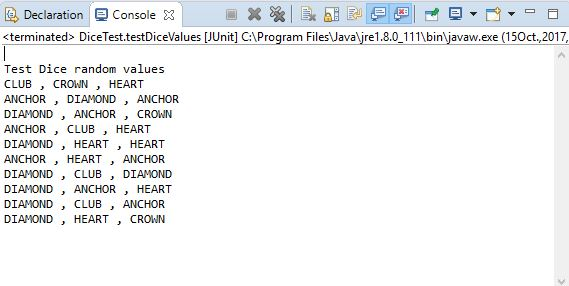 Declaration Console
<terminated> DiceTest.testDiceValues [JUnit] C:\Program Files\Java\jre1.8.0_111\bin\javaw.exe (15Oct.,2017,
Test Dice random values
CLUB , CROWN , HEART
ANCHOR , DIAMOND , ANCHOR
DIAMOND , ANCHOR , CROWN
ANCHOR , CLUB , HEART
DIAMOND , HEART , HEART
ANCHOR , HEART , ANCHOR
DIAMOND , CLUB , DIAMOND
DIAMOND , ANCHOR , HEART
DIAMOND , CLUB , ANCHOR
DIAMOND , HEART , CROWN